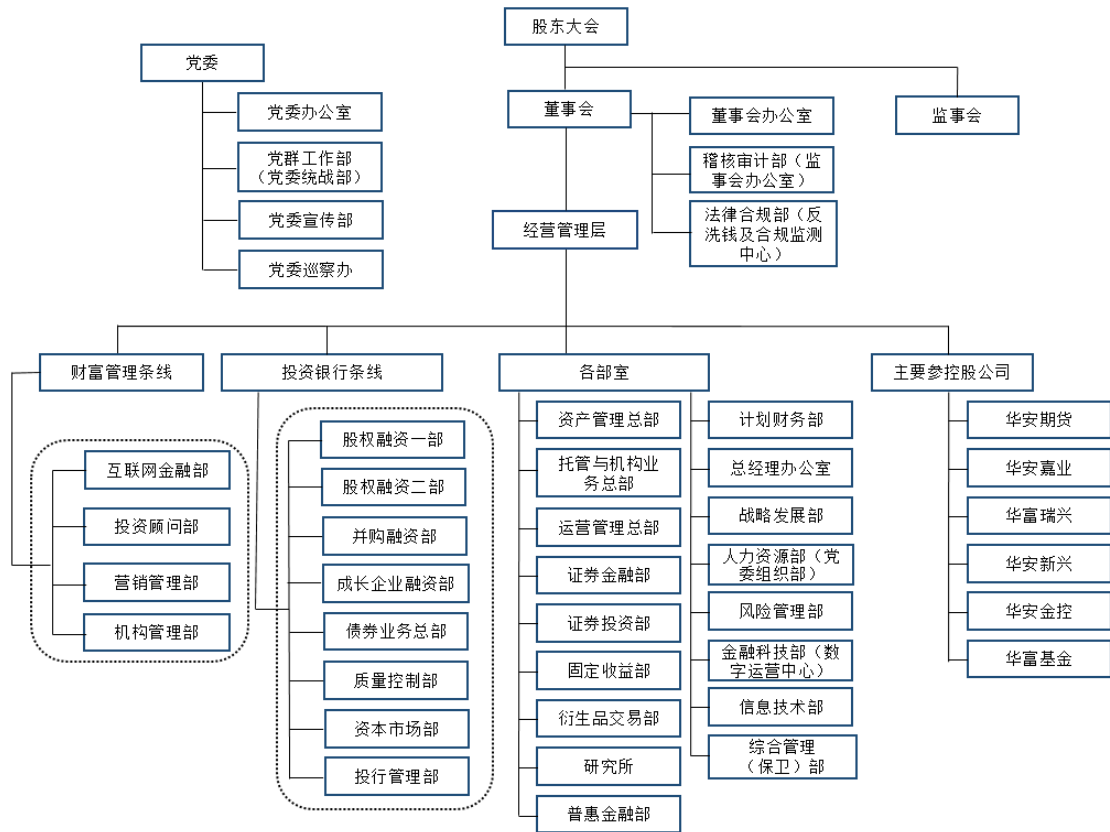 股东大会
党委
董事会
董事会办公室
监事会
党委办公室
党群工作部
（党委统战部）
稽核审计部（监
事会办公室）
党委宣传部
经营管理层
法律合规部（反
洗钱及合规监测
中心）
党委巡察办
财富管理条线
投资银行条线
各部室
主要参控股公司
互联网金融部
投资顾问部
营销管理部
机构管理部
股权融资一部
股权融资二部
并购融资部
成长企业融资部
债券业务总部
质量控制部
资本市场部
投行管理部
资产管理总部
托管与机构业
务总部
运营管理总部
证券金融部
证券投资部
固定收益部
衍生品交易部
研究所
普惠金融部
计划财务部
总经理办公室
战略发展部
人力资源部（党
委组织部）
风险管理部
金融科技部（数
字运营中心）
信息技术部
综合管理
（保卫）部
华安期货
华安嘉业
华富瑞兴
华安新兴
华安金控
华富基金